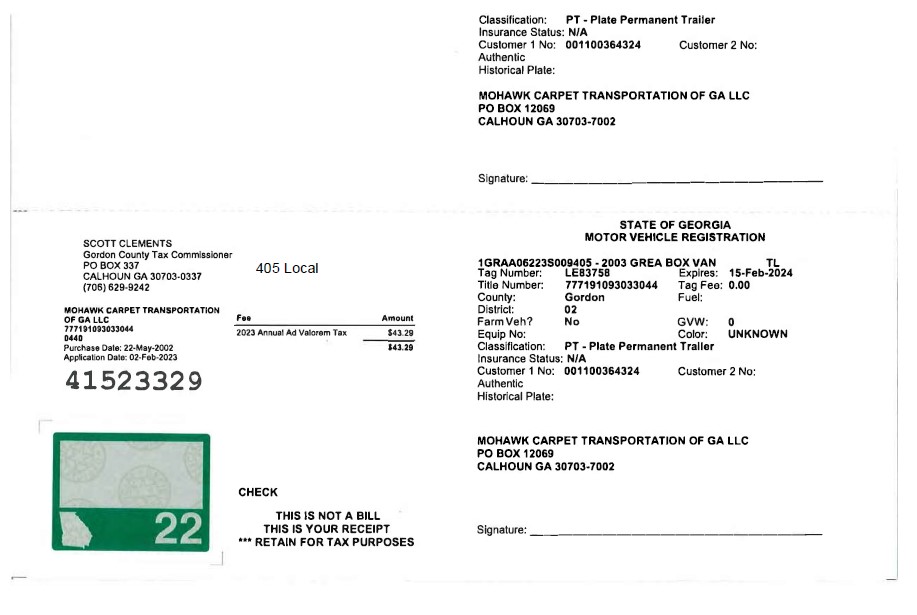 Classification: PT - Plate Permanent Trailer
Insurance Status: N/A
Customer 1 No: 001100364324 Customer 2 No:
Authentic
Historical Plate:
MOHAWK CARPET TRANSPORTATION OF GA LLC
PO BOX 12069
CALHOUN GA 30703-7002
Signature:
SCOTT CLEMENTS
Gordon County Tax Commissioner
PO BOX 337
CALHOUN GA 30703-0337
(706) 629-9242
405 Local
MOHAWK CARPET TRANSPORTATION
OF GA LLC
777191093033044
0440
Purchase Date: 22-May-2002
Application Date: 02-Feb-2023
41523329
Fee Amount
2023 Annual Ad Valorem Tax $43.29
$43.29
22
CHECK
THIS IS NOT A BILL
THIS IS YOUR RECEIPT
*** RETAIN FOR TAX PURPOSES
STATE OF GEORGIA
MOTOR VEHICLE REGISTRATION
1GRAA06223S009405 - 2003 GREA BOX VAN TL
Tag Number: LE83758 Expires: 15-Feb-2024
Title Number: 777191093033044 Tag Fee: 0.00
County: Gordon Fuel:
District: 02
Farm Veh? No GVW: 0
Equip No: Color: UNKNOWN
Classification: PT - Plate Permanent Trailer
Insurance Status: N/A
Customer 1 No: 001100364324 Customer 2 No:
Authentic
Historical Plate:
MOHAWK CARPET TRANSPORTATION OF GA LLC
PO BOX 12069
CALHOUN GA 30703-7002
Signature: